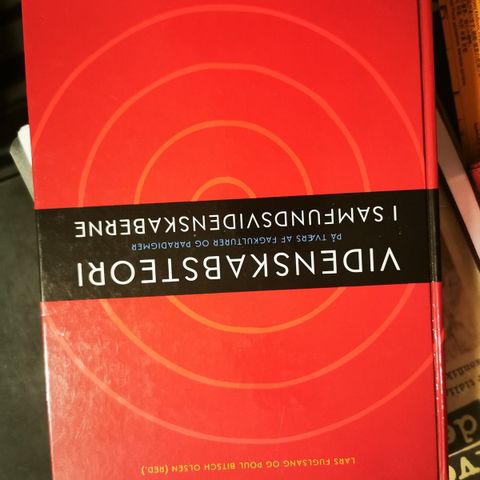 LARS FUGLSANG OG POUL BITSCH OLSEN (RED.)
VIDENSKABSTEORI
PÅ TVÆRS AF FAGKULTURER OG PARADIGMER
I SAMFUNDSVIDENSKABERNE